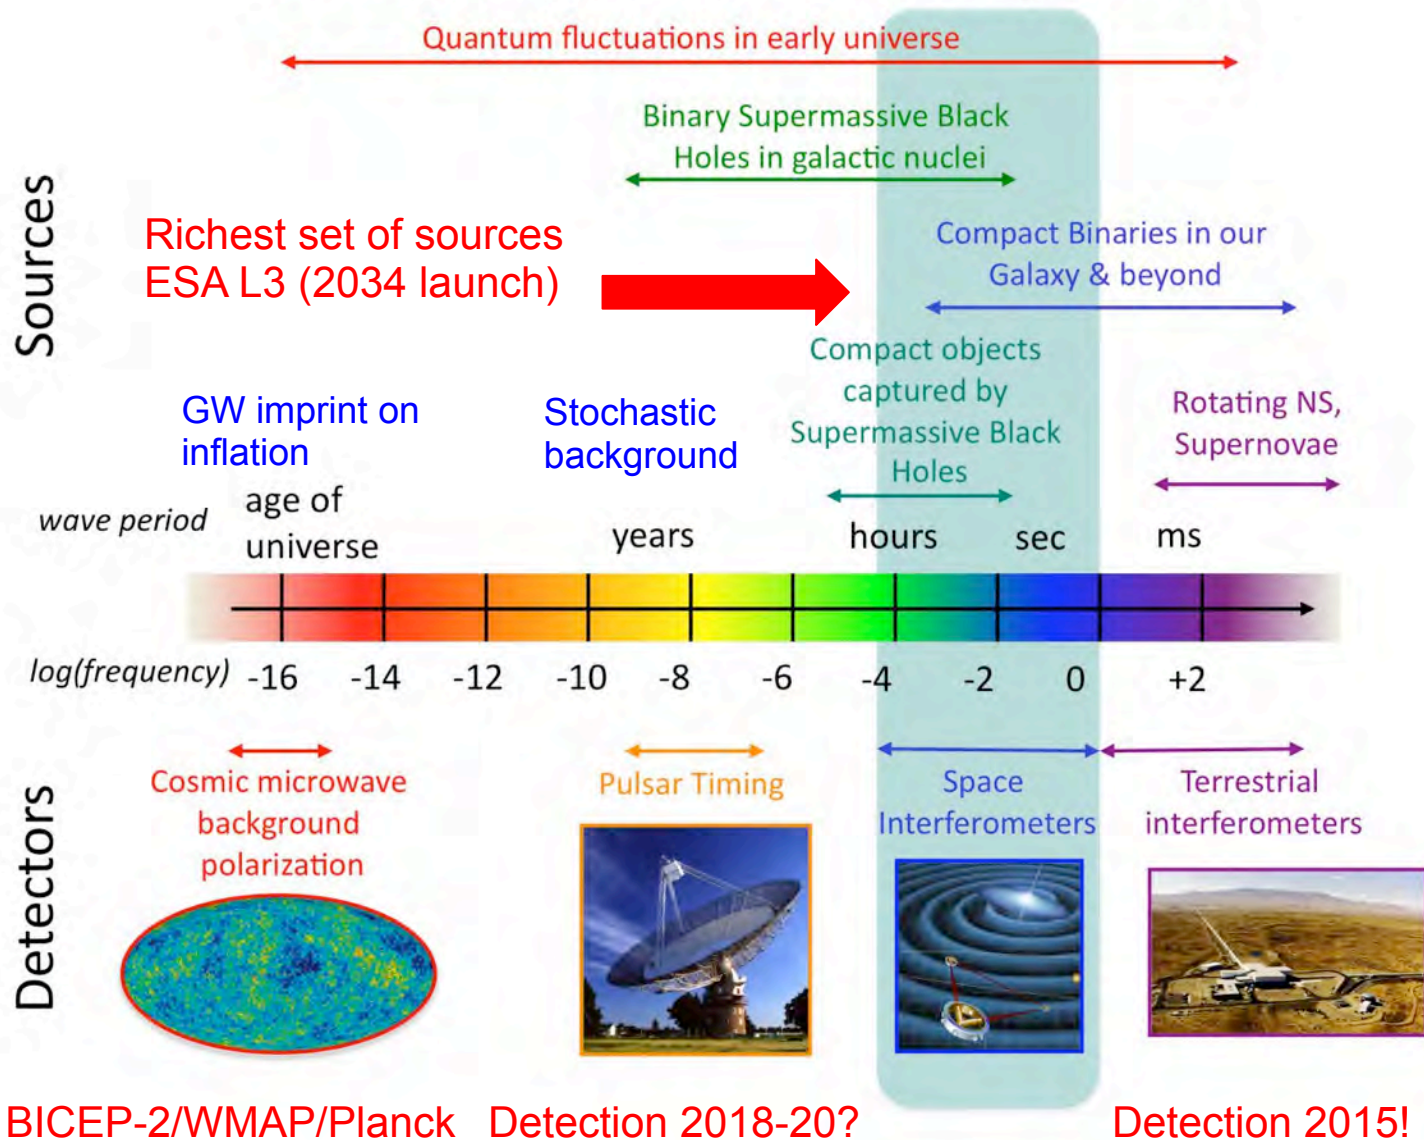 Quantum fluctuations in early universe
Binary Supermassive Black
Holes in galactic nuclei
Sources
Richest set of sources
ESA L3 (2034 launch)
Compact Binaries in our
Galaxy & beyond
Compact objects
captured by
Supermassive Black
Holes
Rotating NS,
Supernovae
GW imprint on
inflation
Stochastic
background
wave period
age of
universe
years
hours
sec
ms
log(frequency)
-16
-14
-12
-10
-8
-6
-4
-2
0
+2
Detectors
Cosmic microwave
background
polarization
Pulsar Timing
Space
Interferometers
Terrestrial
interferometers
BICEP-2/WMAP/Planck
Detection 2018-20?
Detection 2015!